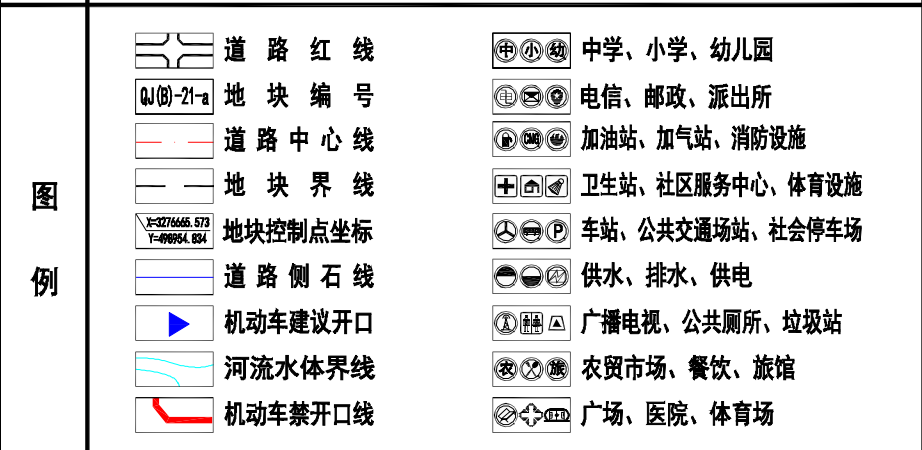 图例
道路红线
中 小 幼 中学、小学、幼儿园
QJ(B)-21-a 地块编号
电 电信、邮政、派出所
道路中心线
CNG 加油站、加气站、消防设施
地块界线
卫生站、社区服务中心、体育设施
X=3276665.573
Y=498954.834
地块控制点坐标
P 车站、公共交通场站、社会停车场
道路侧石线
供水、排水、供电
机动车建议开口
广播电视、公共厕所、垃圾站
河流水体界线
农 旅 农贸市场、餐饮、旅馆
机动车禁开口线
广场、医院、体育场